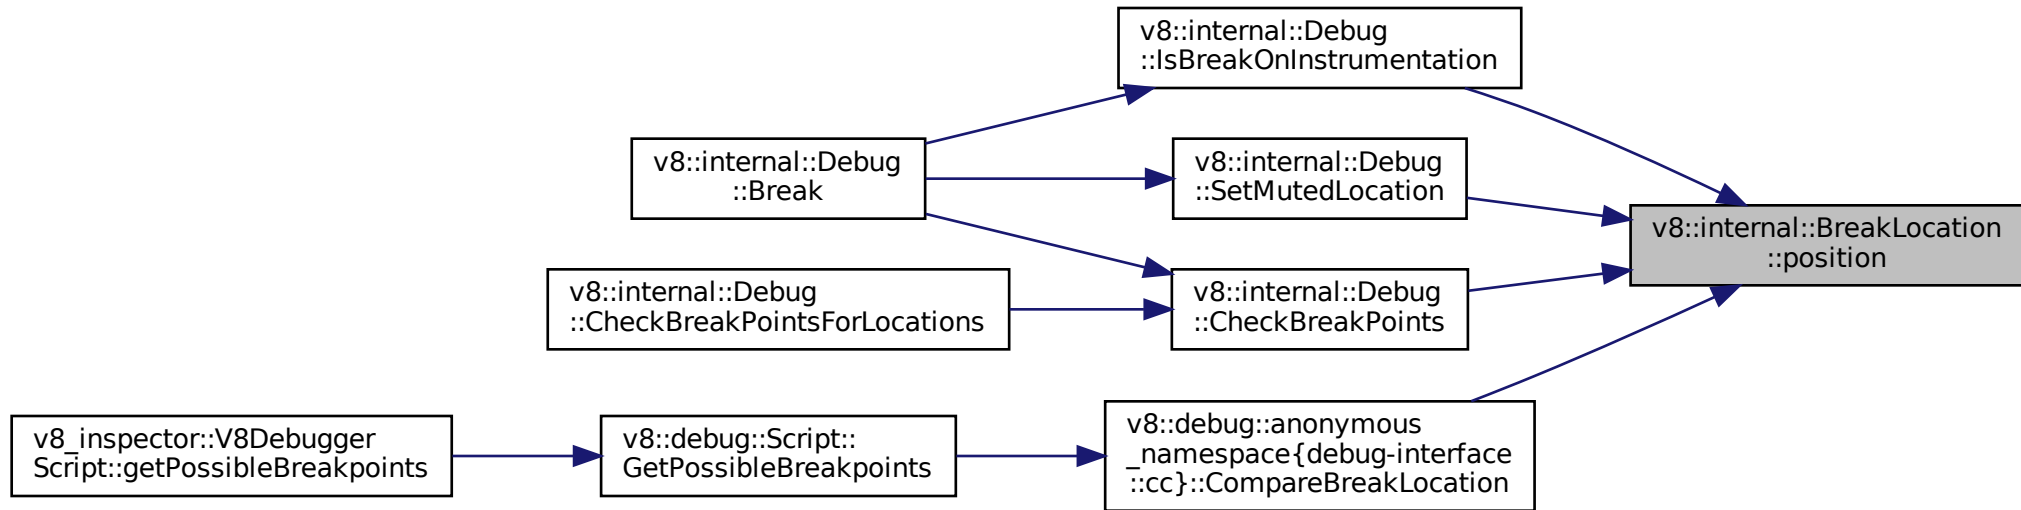 v8::internal::Debug
::IsBreakOnInstrumentation
v8::internal::Debug
::Break
v8::internal::Debug
::SetMutedLocation
v8::internal::BreakLocation
::position
v8::internal::Debug
::CheckBreakPointsForLocations
v8::internal::Debug
::CheckBreakPoints
v8_inspector::V8Debugger
Script::getPossibleBreakpoints
v8::debug::Script::
GetPossibleBreakpoints
v8::debug::anonymous
_namespace{debug-interface
::cc}::CompareBreakLocation